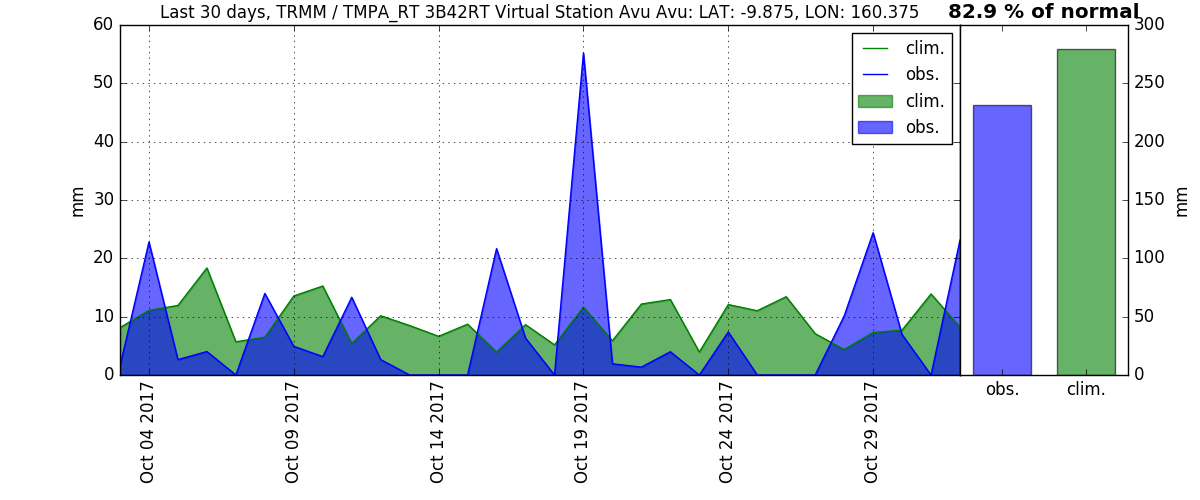 Last 30 days, TRMM / TMPA_RT 3B42RT Virtual Station Avu Avu: LAT: -9.875, LON: 160.375
82.9 % of normal
60
50
40
30
20
10
0
mm
clim.
obs.
clim.
obs.
Oct 04 2017
Oct 09 2017
Oct 14 2017
Oct 19 2017
Oct 24 2017
Oct 29 2017
300
250
200
150
100
50
0
mm
obs.
clim.